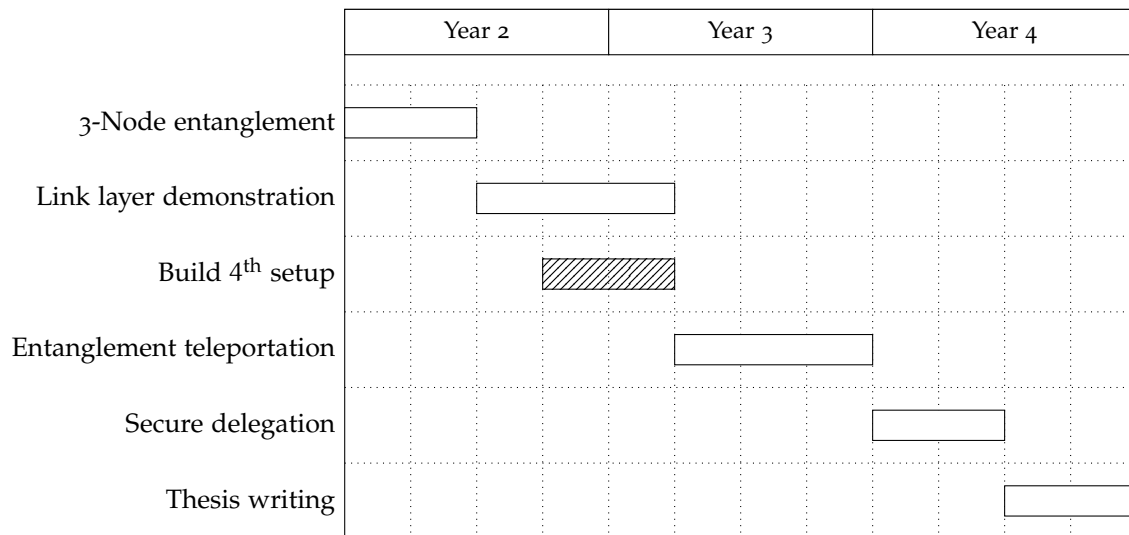 Year 2 Year 3 Year 4
3-Node entanglement
Link layer demonstration
Build 4th setup
Entanglement teleportation
Secure delegation
Thesis writing